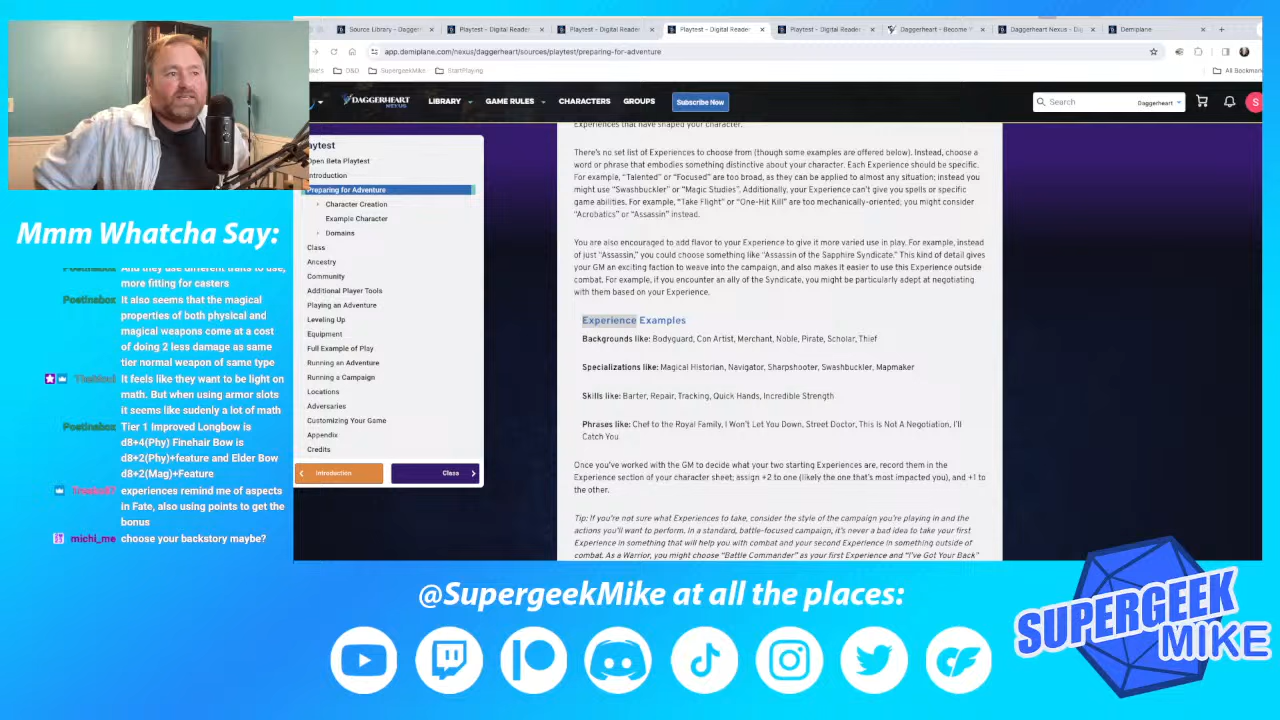 Source Library – Daggerh
Playtest – Digital Reader
Playtest – Digital Reader
Playtest – Digital Reader
Playtest – Digital Reader
Daggerheart – Become
Daggerheart Nexus – Dig
Demiplane
app.demiplane.com/nexus/daggerheart/sources/playtest/preparing-for-adventure
D&D
SupergeekMike
StartPlaying
All Bookmar
DAGGERHEART
NEXUS
LIBRARY
GAME RULES
CHARACTERS
GROUPS
Subscribe Now
Search
Daggerheart
S
aytest
Open Beta Playtest
Introduction
Preparing for Adventure
Character Creation
Example Character
Domains
Class
Ancestry
Community
Additional Player Tools
Playing an Adventure
Leveling Up
Equipment
Full Example of Play
Running an Adventure
Running a Campaign
Locations
Adversaries
Customizing Your Game
Appendix
Credits
Introduction
Class
Experiences that have shaped your character.
There's no set list of Experiences to choose from (though some examples are offered below). Instead, choose a
word or phrase that embodies something distinctive about your character. Each Experience should be specific.
For example, "Talented" or "Focused" are too broad, as they can be applied to almost any situation; instead you
might use "Swashbuckler" or "Magic Studies". Additionally, your Experience can't give you spells or specific
game abilities. For example, "Take Flight" or "One-Hit Kill" are too mechanically-oriented, you might consider
"Acrobatics" or "Assassin" instead.
You are also encouraged to add flavor to your Experience to give it more varied use in play. For example, instead
of just "Assassin," you could choose something like "Assassin of the Sapphire Syndicate." This kind of detail gives
your GM an exciting faction to weave into the campaign, and also makes it easier to use this Experience outside
combat. For example, if you encounter an ally of the Syndicate, you might be particularly adept at negotiating
with them based on your Experience.
Experience Examples
Backgrounds like: Bodyguard, Con Artist, Merchant, Noble, Pirate, Scholar, Thief
Specializations like: Magical Historian, Navigator, Sharpshooter, Swashbuckler, Mapmaker
Skills like: Barter, Repair, Tracking, Quick Hands, Incredible Strength
Phrases like: Chef to the Royal Family, I Won't Let You Down, Street Doctor, This Is Not A Negotiation, I'll
Catch You
Once you've worked with the GM to decide what your two starting Experiences are, record them in the
Experience section of your character sheet; assign +2 to one (likely the one that's most impacted you), and +1 to
the other.
Tip: If you're not sure what Experiences to take, consider the style of the campaign you're playing in and the
actions you'll want to perform. In a standard, battle-focused campaign, it's never a bad idea to take your first
Experience in something that will help you with combat and your second Experience in something outside of
combat. As a Warrior, you might choose "Battle Commander" as your first Experience and "I've Got Your Back"
Mmm Whatcha Say:
And they use different traits to use,
more fitting for casters
Poetinabox It also seems that the magical
properties of both physical and
magical weapons come at a cost
of doing 2 less damage as same
tier normal weapon of same type
It feels like they want to be light on
math. But when using armor slots
it seems like sudenly a lot of math
Poetinabox Tier 1 Improved Longbow is
d8+4(Phy) Finehair Bow is
d8+2(Phy)+feature and Elder Bow
d8+2(Mag)+Feature
experiences remind me of aspects
in Fate, also using points to get the
bonus
michi_me choose your backstory maybe?
@SupergeekMike at all the places:
SUPERGEEK
MIKE